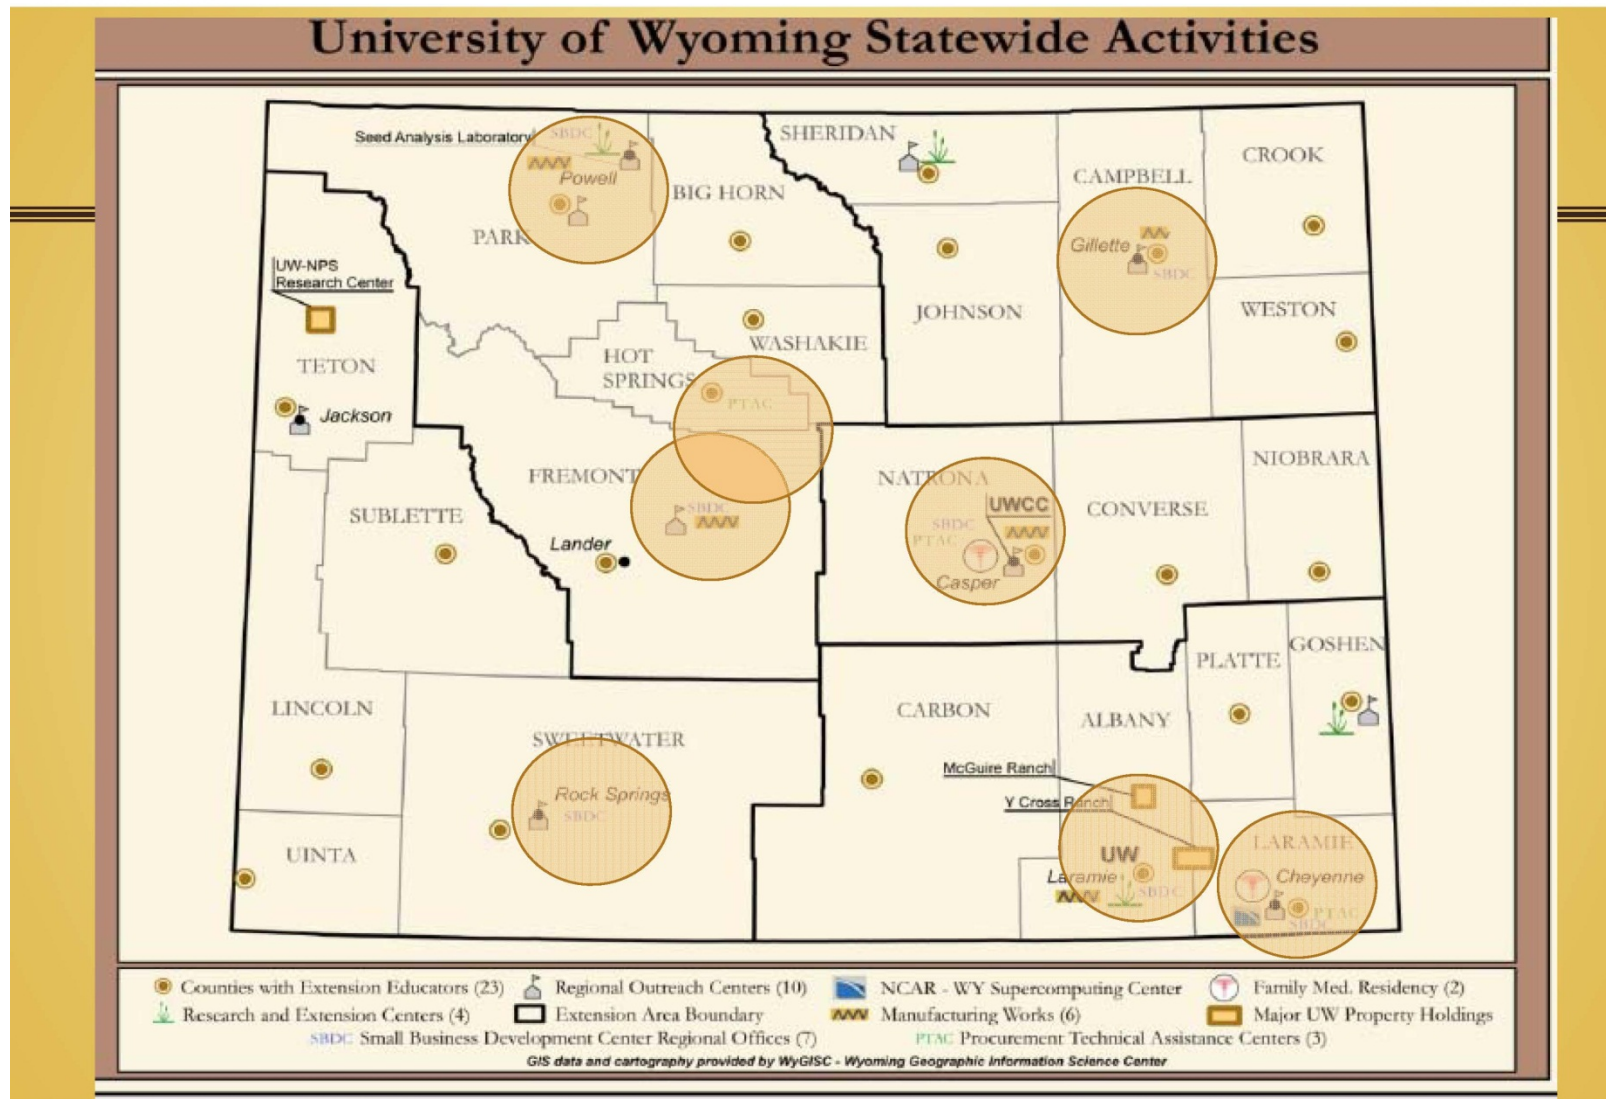 University of Wyoming Statewide Activities
Seed Analysis Laboratory
SBDC
Powell
PARK
BIG HORN
SHERIDAN
CAMPBELL
CROOK
Gillette
SBDC
UW-NPS
Research Center
TETON
Jackson
HOT
SPRINGS
WASHAKIE
PTAC
JOHNSON
WESTON
SUBLETTE
FREMONT
SBDC
Lander
NATRONA
UWCC
SBDC
PTAC
Casper
CONVERSE
NIOBRARA
LINCOLN
SWEETWATER
Rock Springs
SBDC
UINTA
CARBON
ALBANY
PLATTE
GOSHEN
McGuire Ranch
Y Cross Ranch
UW
Laramie
SBDC
LARAMIE
Cheyenne
PTAC
SBDC
Counties with Extension Educators (23)
Regional Outreach Centers (10)
NCAR - WY Supercomputing Center
Family Med. Residency (2)
Research and Extension Centers (4)
Extension Area Boundary
Manufacturing Works (6)
Major UW Property Holdings
SBDC Small Business Development Center Regional Offices (7)
PTAC Procurement Technical Assistance Centers (3)
GIS data and cartography provided by WyGISC - Wyoming Geographic Information Science Center